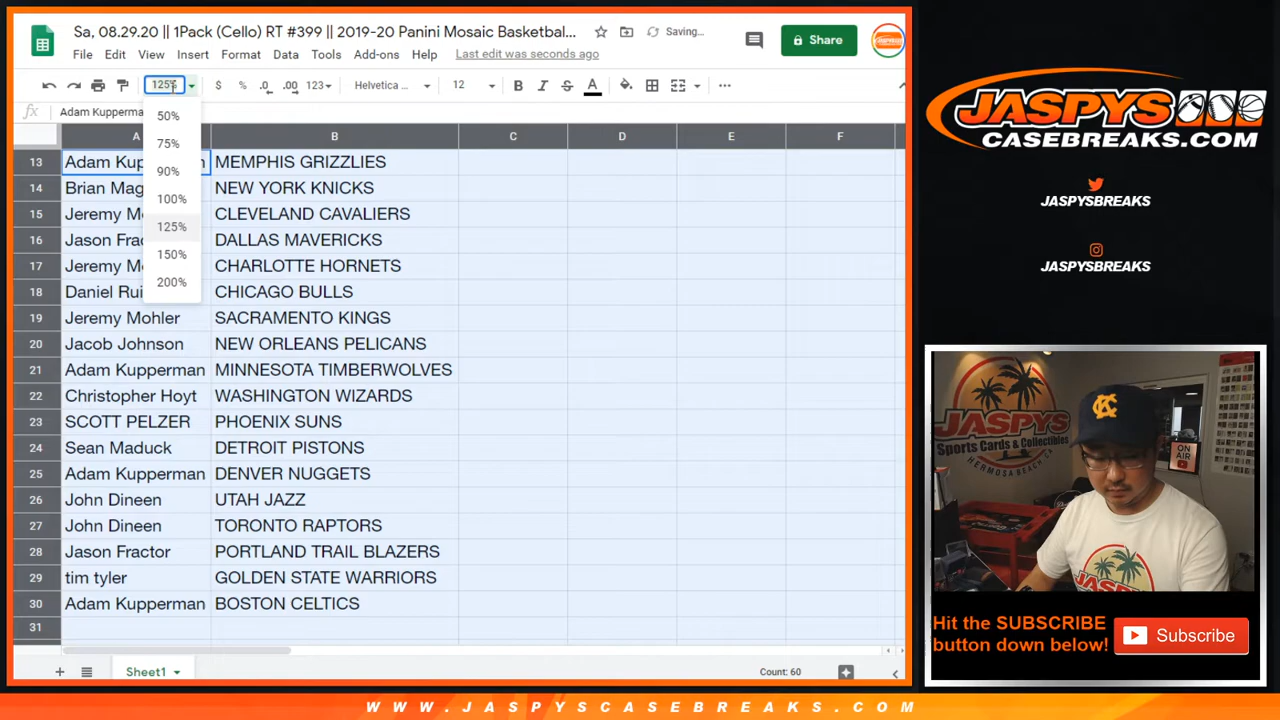 Sa, 08.29.20 || 1Pack (Cello) RT #399 || 2019-20 Panini Mosaic Basketbal...
Saving...
Share
File Edit View Insert Format Data Tools Add-ons Help Last edit was seconds ago
125% $ % .0 .00 123 Helvetica ... 12 B I S A ...
fx Adam Kupperma
50%
75%
90%
100%
125%
150%
200%
A B C D E F
13 Adam Kup n MEMPHIS GRIZZLIES
14 Brian Mag NEW YORK KNICKS
15 Jeremy M CLEVELAND CAVALIERS
16 Jason Frac DALLAS MAVERICKS
17 Jeremy M CHARLOTTE HORNETS
18 Daniel Rui CHICAGO BULLS
19 Jeremy Mohler SACRAMENTO KINGS
20 Jacob Johnson NEW ORLEANS PELICANS
21 Adam Kupperman MINNESOTA TIMBERWOLVES
22 Christopher Hoyt WASHINGTON WIZARDS
23 SCOTT PELZER PHOENIX SUNS
24 Sean Maduck DETROIT PISTONS
25 Adam Kupperman DENVER NUGGETS
26 John Dineen UTAH JAZZ
27 John Dineen TORONTO RAPTORS
28 Jason Fractor PORTLAND TRAIL BLAZERS
29 tim tyler GOLDEN STATE WARRIORS
30 Adam Kupperman BOSTON CELTICS
31
Sheet1
Count: 60
JASPYS
CASEBREAKS.COM
JASPYSBREAKS
JASPYSBREAKS
JASPYS
Sports Cards & Collectibles
HERMOSA BEACH CA
ON AIR
KC
JASPYS
Hit the SUBSCRIBE
button down below!
Subscribe
WWW.JASPYSCASEBREAKS.COM